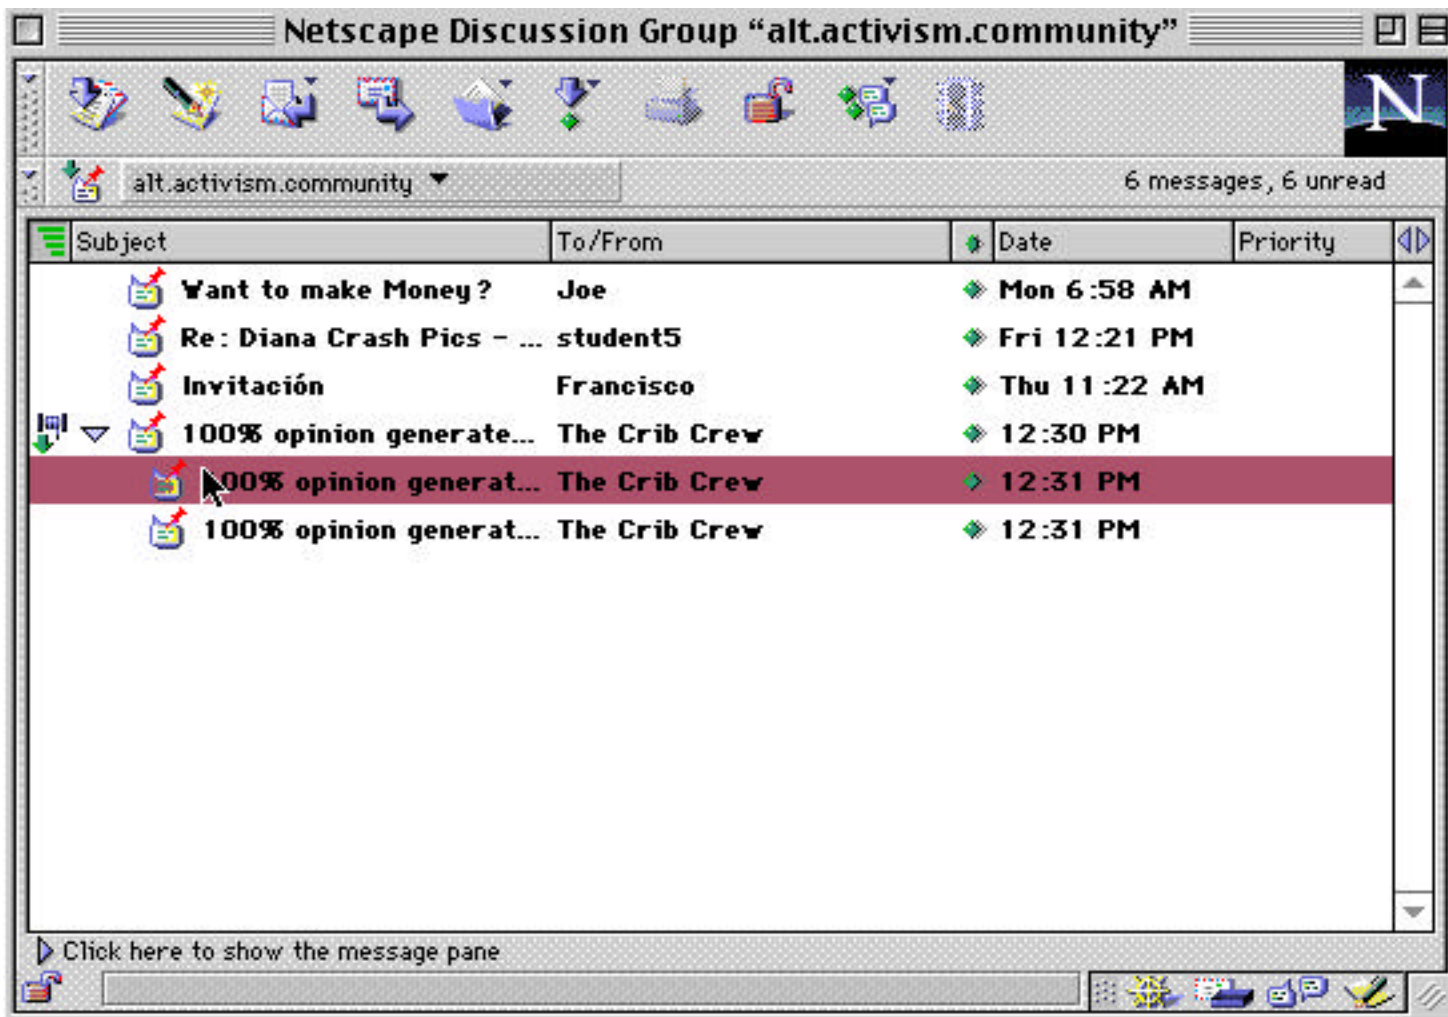 Netscape Discussion Group “alt.activism.community”
N
alt.activism.community 6 messages, 6 unread
Subject To/From Date Priority
Want to make Money? Joe Mon 6:58 AM
Re: Diana Crash Pics - ... student5 Fri 12:21 PM
Invitación Francisco Thu 11:22 AM
100% opinion generate... The Crib Crew 12:30 PM
100% opinion generat... The Crib Crew 12:31 PM
100% opinion generat... The Crib Crew 12:31 PM
Click here to show the message pane